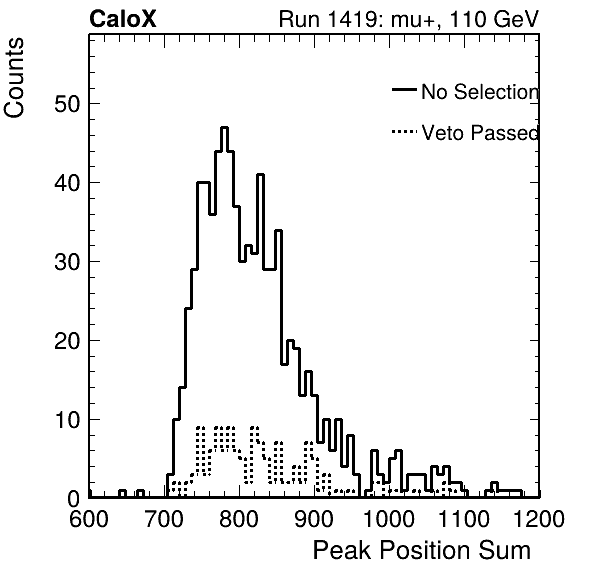 CaloX Run 1419: mu+, 110 GeV
Counts
No Selection
Veto Passed
50
40
30
20
10
0
600 700 800 900 1000 1100 1200
Peak Position Sum